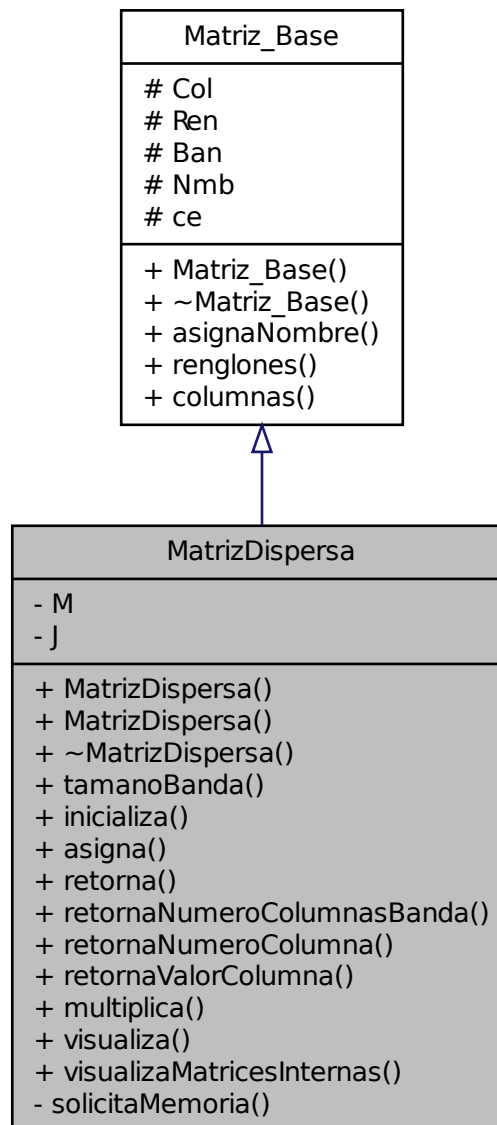 Matriz_Base
# Col
# Ren
# Ban
# Nmb
# ce
+ Matriz_Base()
+ ~Matriz_Base()
+ asignaNombre()
+ renglones()
+ columnas()
MatrizDispersa
- M
- J
+ MatrizDispersa()
+ MatrizDispersa()
+ ~MatrizDispersa()
+ tamanoBanda()
+ inicializa()
+ asigna()
+ retorna()
+ retornaNumeroColumnasBanda()
+ retornaNumeroColumna()
+ retornaValorColumna()
+ multiplica()
+ visualiza()
+ visualizaMatricesInternas()
- solicitaMemoria()